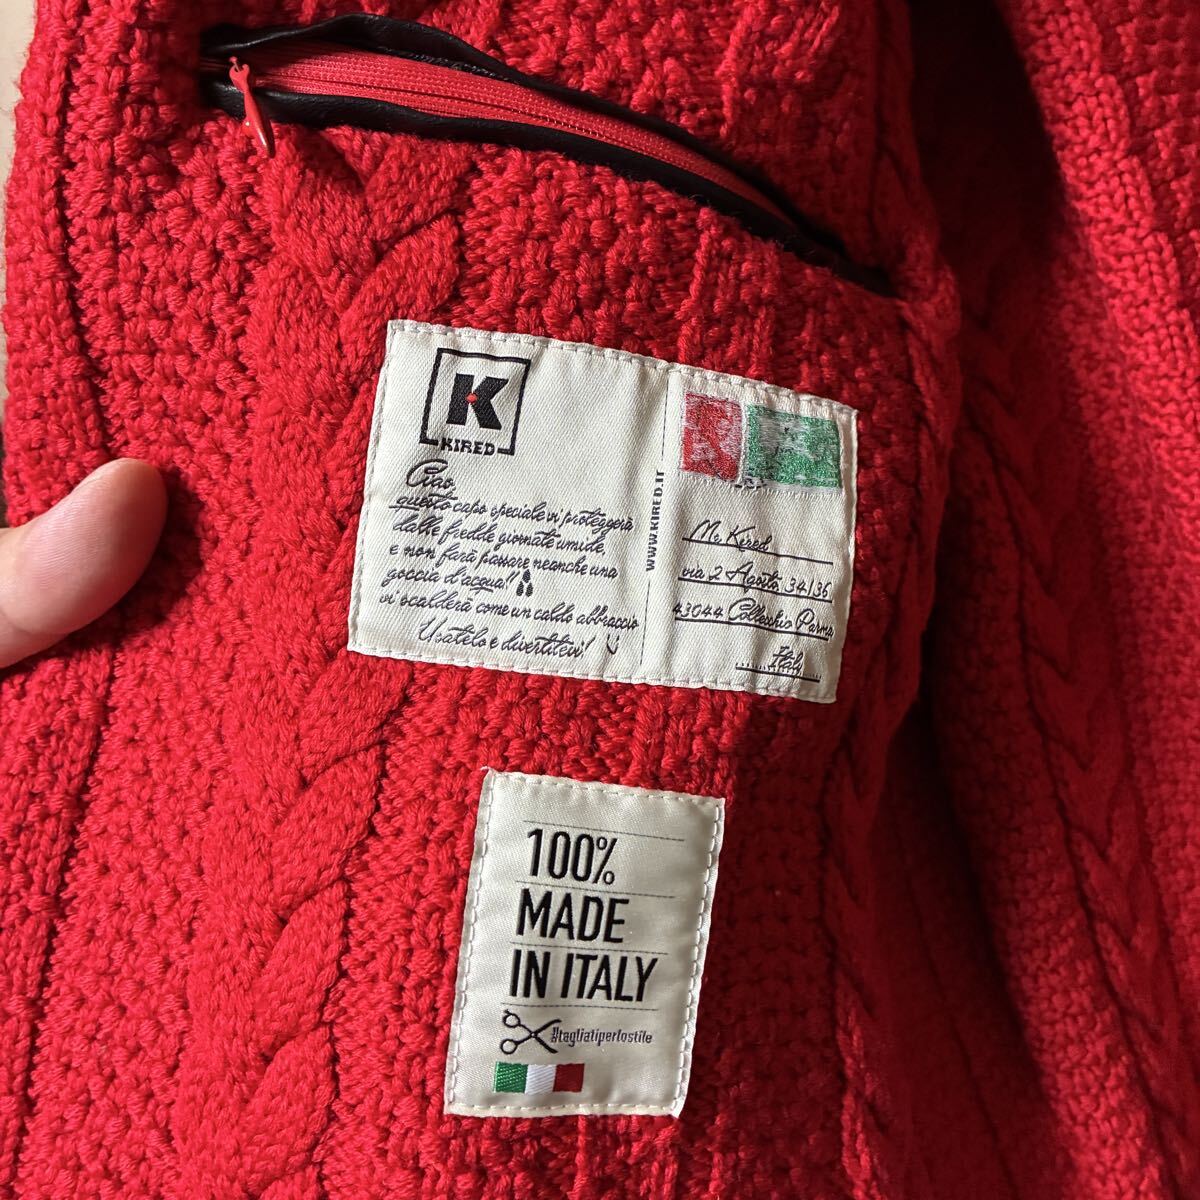 K
KIRED
Ciao,
questo capo speciale vi proteggerà
dalle fredde giornate umide,
e non farà passare neanche una
goccia d'acqua!!
vi scalderà come un caldo abbraccio
Usatelo e divertitevi!
WWW.KIRED.IT
Mr Kired
via 2 Agosto, 34/36
43044 Collecchio Parma
Italy
100%
MADE
IN ITALY
#tagliatiperlostile